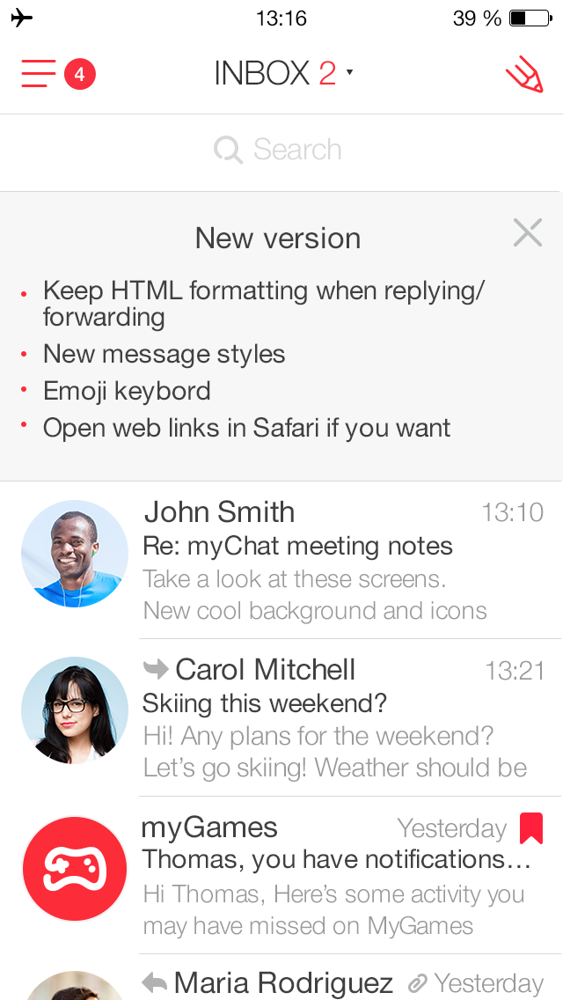 13:16
39 %
4
INBOX 2
Search
New version
Keep HTML formatting when replying/
forwarding
New message styles
Emoji keybord
Open web links in Safari if you want
John Smith 13:10
Re: myChat meeting notes
Take a look at these screens.
New cool background and icons
Carol Mitchell 13:21
Skiing this weekend?
Hi! Any plans for the weekend?
Let’s go skiing! Weather should be
myGames Yesterday
Thomas, you have notifications...
Hi Thomas, Here’s some activity you
may have missed on MyGames
Maria Rodriguez Yesterday